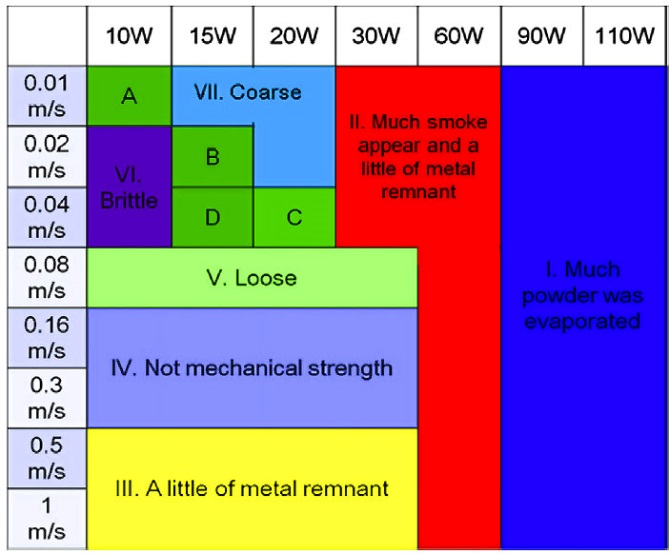 10W 15W 20W 30W 60W 90W 110W
0.01
m/s
A
VII. Coarse
II. Much smoke
appear and a
little of metal
remnant
I. Much
powder was
evaporated
0.02
m/s
VI.
Brittle
B
0.04
m/s
D
C
0.08
m/s
V. Loose
0.16
m/s
IV. Not mechanical strength
0.3
m/s
0.5
m/s
III. A little of metal remnant
1
m/s